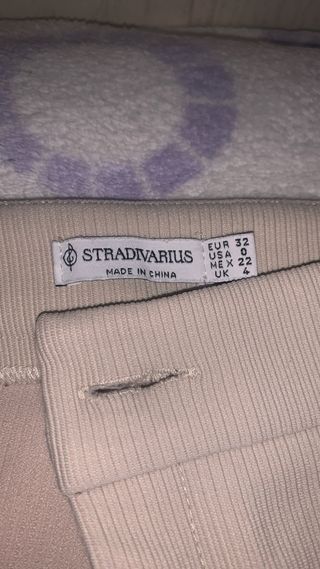 STRADIVARIUS
MADE IN CHINA
EUR 32
USA 0
MEX 22
UK 4